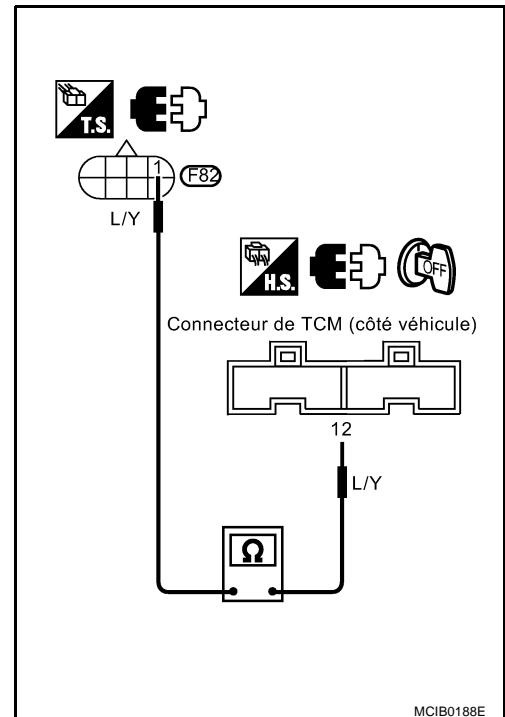 T.S.
1
F82
L/Y
H.S.
OFF
Connecteur de TCM (côté véhicule)
12
L/Y
Ω
MCIB0188E